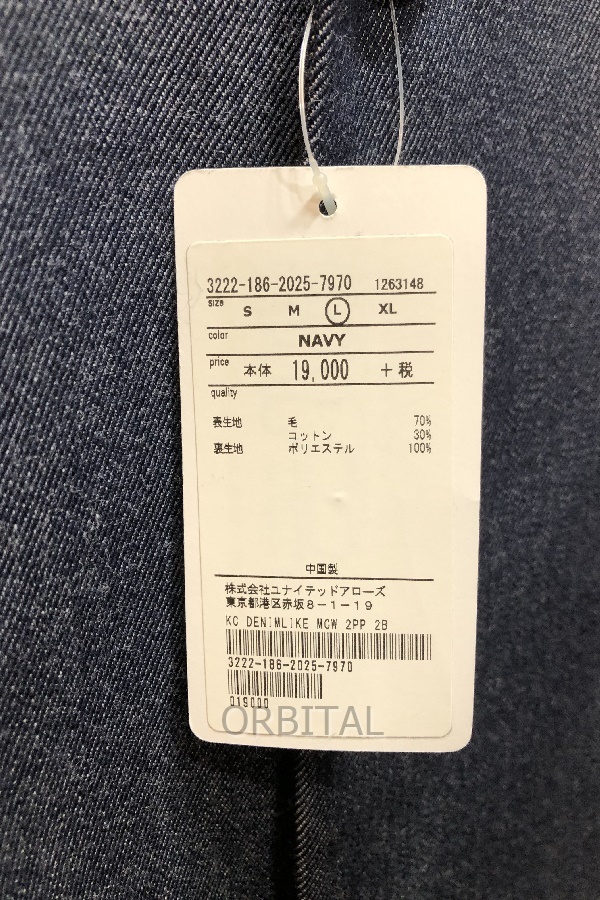 3222-186-2025-7970 1263148
size S M L XL
color NAVY
price 本体 19,000 +税
quality
表生地 毛 70%
コットン 30%
裏生地 ポリエステル 100%
中国製
株式会社ユナイテッドアローズ
東京都港区赤坂8-1-19
KC DENIMLIKE MCW 2PP 2B
3222-186-2025-7970
019000
ORBITAL